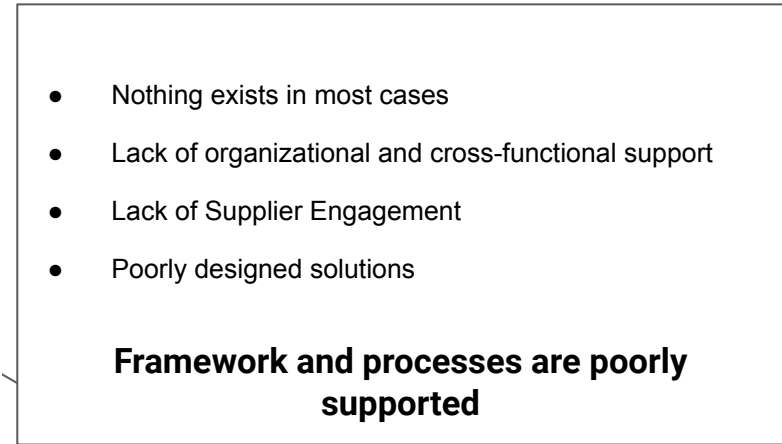 ● Nothing exists in most cases
● Lack of organizational and cross-functional support
● Lack of Supplier Engagement
● Poorly designed solutions
Framework and processes are poorly
supported